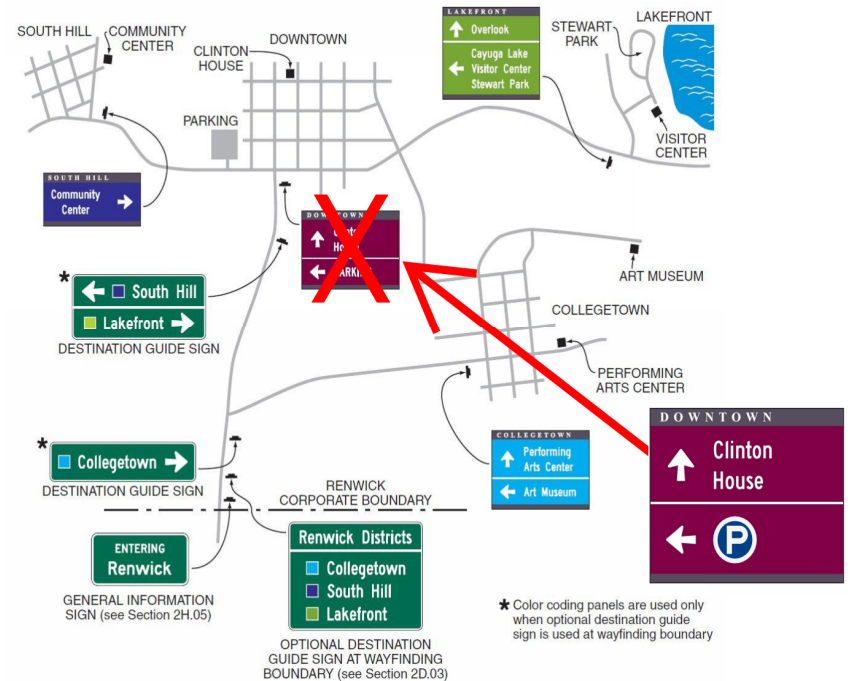 SOUTH HILL
COMMUNITY
CENTER
CLINTON
HOUSE
DOWNTOWN
LAKEFRONT
Overlook
Cayuga Lake
Visitor Center
Stewart Park
STEWART
PARK
LAKEFRONT
PARKING
VISITOR
CENTER
SOUTH HILL
Community
Center
DOWNTOWN
ART MUSEUM
*
South Hill
Lakefront
DESTINATION GUIDE SIGN
COLLEGETOWN
PERFORMING
ARTS CENTER
DOWNTOWN
Clinton
House
P
*
Collegetown
DESTINATION GUIDE SIGN
COLLEGETOWN
Performing
Arts Center
Art Museum
RENWICK
CORPORATE BOUNDARY
ENTERING
Renwick
GENERAL INFORMATION
SIGN (see Section 2H.05)
Renwick Districts
Collegetown
South Hill
Lakefront
OPTIONAL DESTINATION
GUIDE SIGN AT WAYFINDING
BOUNDARY (see Section 2D.03)
* Color coding panels are used only
when optional destination guide
sign is used at wayfinding boundary